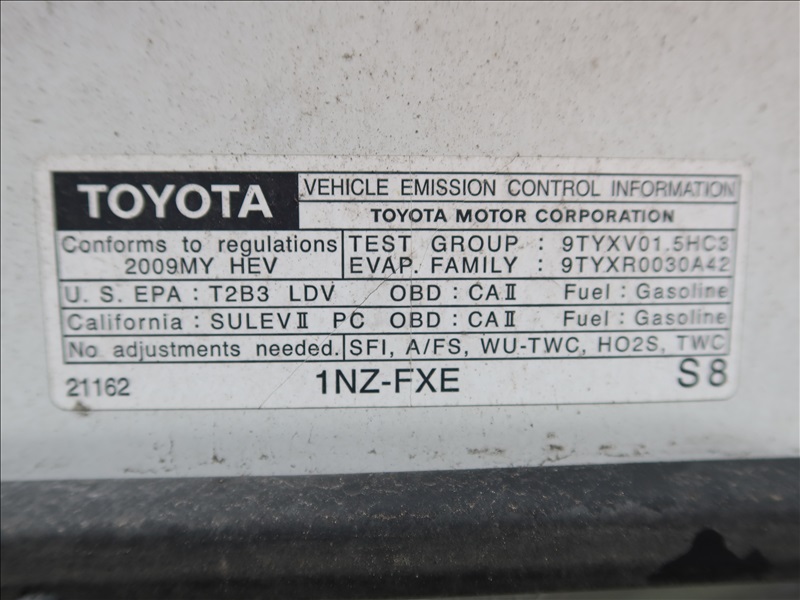 TOYOTA VEHICLE EMISSION CONTROL INFORMATION
TOYOTA MOTOR CORPORATION
Conforms to regulations TEST GROUP : 9TYXV01.5HC3
2009MY HEV EVAP. FAMILY : 9TYXR0030A42
U. S. EPA : T2B3 LDV OBD : CAⅡ Fuel : Gasoline
California : SULEVⅡ PC OBD : CAⅡ Fuel : Gasoline
No adjustments needed. SFI, A/FS, WU-TWC, HO2S, TWC
21162 1NZ-FXE S8